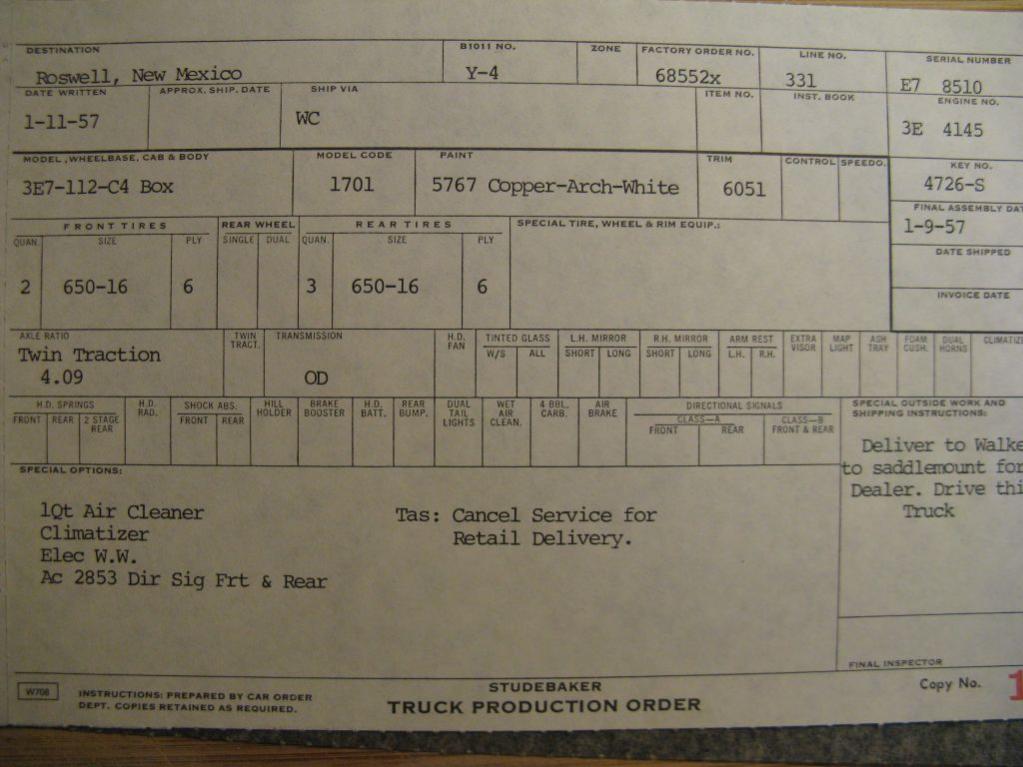 DESTINATION B1011 NO. ZONE FACTORY ORDER NO. LINE NO. SERIAL NUMBER
Roswell, New Mexico Y-4 68552x 331 E7 8510
DATE WRITTEN APPROX. SHIP. DATE SHIP VIA ITEM NO. INST. BOOK ENGINE NO.
1-11-57 WC 3E 4145
MODEL, WHEELBASE, CAB & BODY MODEL CODE PAINT TRIM CONTROL SPEEDO. KEY NO.
3E7-112-C4 Box 1701 5767 Copper-Arch-White 6051 4726-S
FINAL ASSEMBLY DAT
1-9-57
FRONT TIRES REAR WHEEL REAR TIRES SPECIAL TIRE, WHEEL & RIM EQUIP.:
QUAN. SIZE PLY SINGLE DUAL QUAN. SIZE PLY
DATE SHIPPED
2 650-16 6 3 650-16 6
INVOICE DATE
AXLE RATIO TWIN TRACT. TRANSMISSION H.D. FAN TINTED GLASS L.H. MIRROR R.H. MIRROR ARM REST EXTRA VISOR MAP LIGHT ASH TRAY FOAM CUSH. DUAL HORNS CLIMATIZE
W/S ALL SHORT LONG SHORT LONG L.H. R.H.
Twin Traction
4.09 OD
H.D. SPRINGS H.D. RAD. SHOCK ABS. HILL HOLDER BRAKE BOOSTER H.D. BATT. REAR BUMP. DUAL TAIL LIGHTS WET AIR CLEAN. 4 BBL. CARB. AIR BRAKE DIRECTIONAL SIGNALS
FRONT REAR 2 STAGE REAR FRONT REAR CLASS—A FRONT REAR CLASS—B FRONT & REAR
SPECIAL OUTSIDE WORK AND
SHIPPING INSTRUCTIONS:
Deliver to Walke
to saddlemount for
Dealer. Drive thi
Truck
SPECIAL OPTIONS:
1Qt Air Cleaner Tas: Cancel Service for
Climatizer Retail Delivery.
Elec W.W.
Ac 2853 Dir Sig Frt & Rear
FINAL INSPECTOR
W708 INSTRUCTIONS: PREPARED BY CAR ORDER
DEPT. COPIES RETAINED AS REQUIRED.
STUDEBAKER
TRUCK PRODUCTION ORDER
Copy No. 1